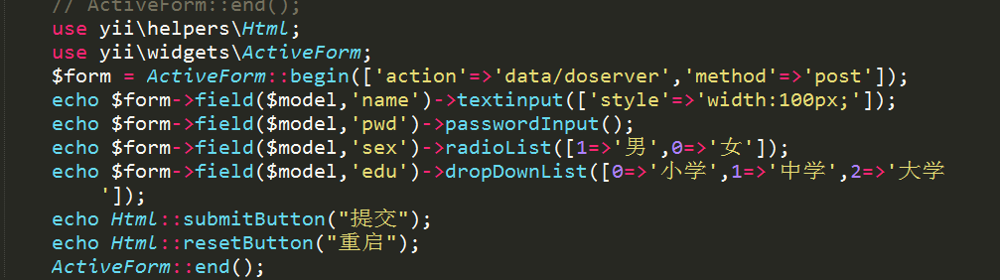 // ActiveForm::end();
use yii\helpers\Html;
use yii\widgets\ActiveForm;
$form = ActiveForm::begin(['action'=>'data/doserver','method'=>'post']);
echo $form->field($model,'name')->textinput(['style'=>'width:100px;']);
echo $form->field($model,'pwd')->passwordInput();
echo $form->field($model,'sex')->radioList([1=>'男',0=>'女']);
echo $form->field($model,'edu')->dropDownList([0=>'小学',1=>'中学',2=>'大学
']);
echo Html::submitButton("提交");
echo Html::resetButton("重启");
ActiveForm::end();